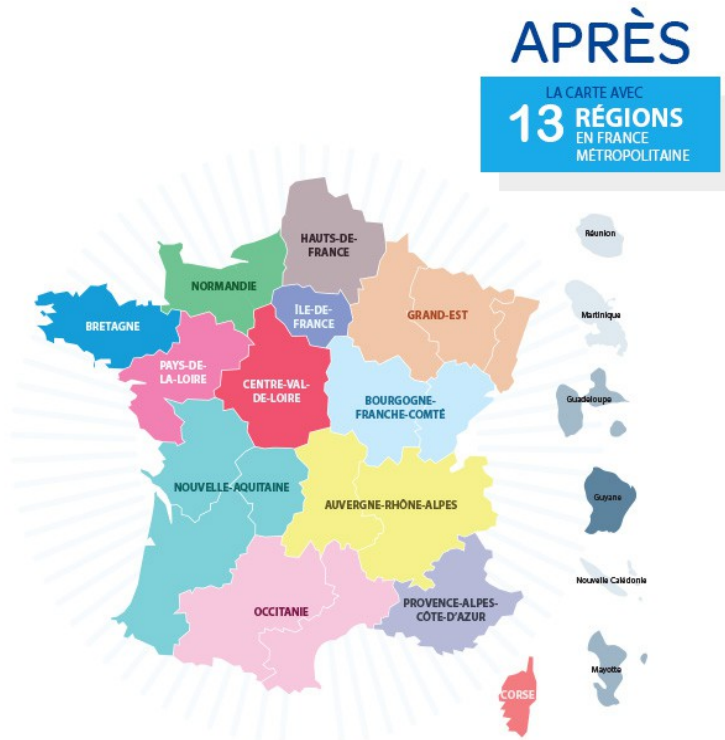 APRÈS
LA CARTE AVEC
13 RÉGIONS
EN FRANCE
MÉTROPOLITAINE
HAUTS-DE-
FRANCE
NORMANDIE
ÎLE-DE-
FRANCE
GRAND-EST
BRETAGNE
PAYS-DE-
LA-LOIRE
CENTRE-VAL-
DE-LOIRE
BOURGOGNE-
FRANCHE-COMTÉ
NOUVELLE-AQUITAINE
AUVERGNE-RHÔNE-ALPES
OCCITANIE
PROVENCE-ALPES-
CÔTE-D'AZUR
CORSE
Réunion
Martinique
Guadeloupe
Guyane
Nouvelle Calédonie
Mayotte